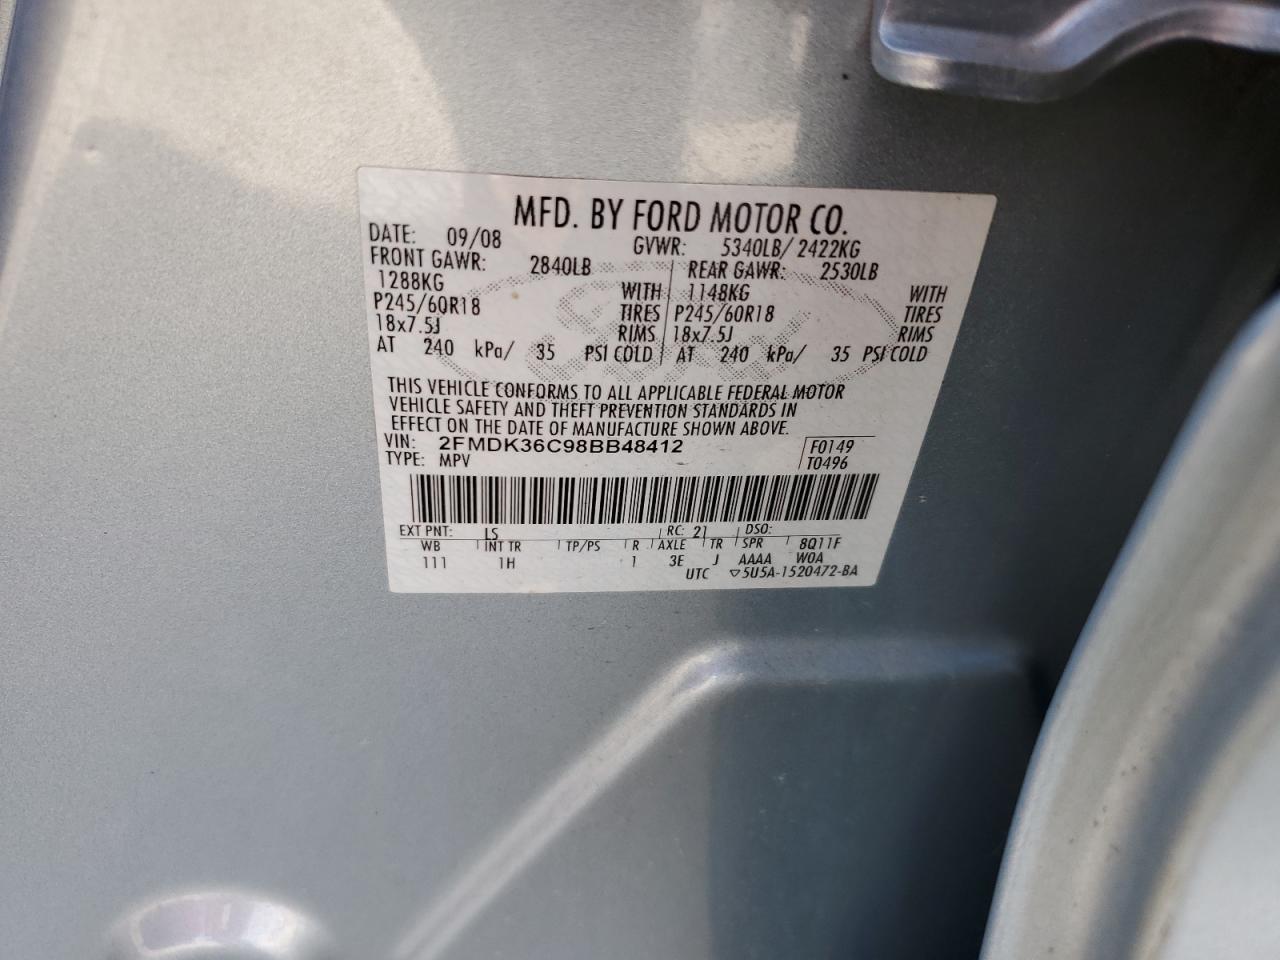 MFD. BY FORD MOTOR CO.
DATE: 09/08 GVWR: 5340LB/ 2422KG
FRONT GAWR: 2840LB REAR GAWR: 2530LB
1288KG WITH 1148KG WITH
P245/60R18 TIRES P245/60R18 TIRES
18x7.5J RIMS 18x7.5J RIMS
AT 240 kPa/ 35 PSI COLD AT 240 kPa/ 35 PSI COLD
THIS VEHICLE CONFORMS TO ALL APPLICABLE FEDERAL MOTOR
VEHICLE SAFETY AND THEFT PREVENTION STANDARDS IN
EFFECT ON THE DATE OF MANUFACTURE SHOWN ABOVE.
VIN: 2FMDK36C98BB48412 F0149
TYPE: MPV T0496
EXT PNT: LS RC: 21 DSO:
WB INT TR TP/PS R AXLE TR SPR 8Q11F
111 1H 1 3E J AAAA W0A
UTC ▽5U5A-1520472-BA